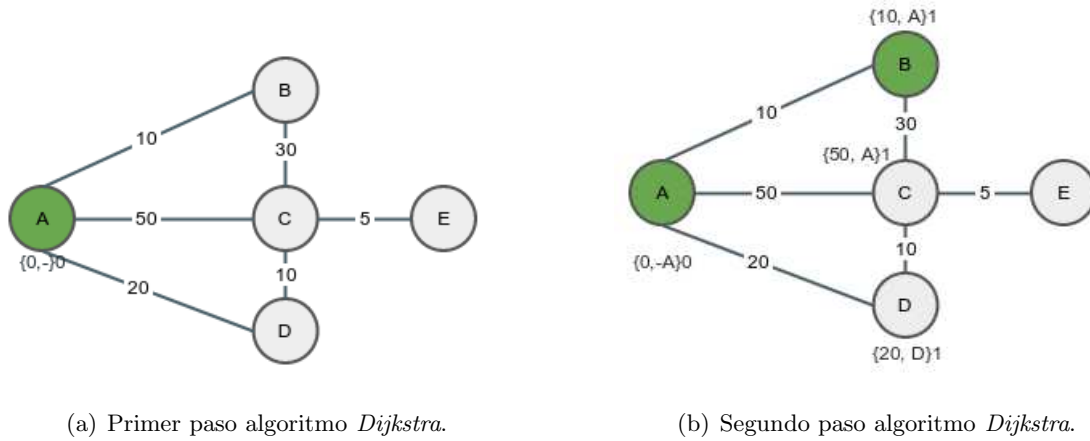 B
10
30
A
50
C
5
E
{0,-}0
10
20
D
{10, A}1
B
10
30
{50, A}1
A
50
C
5
E
{0,-A}0
10
20
D
{20, D}1
(a) Primer paso algoritmo Dijkstra.
(b) Segundo paso algoritmo Dijkstra.